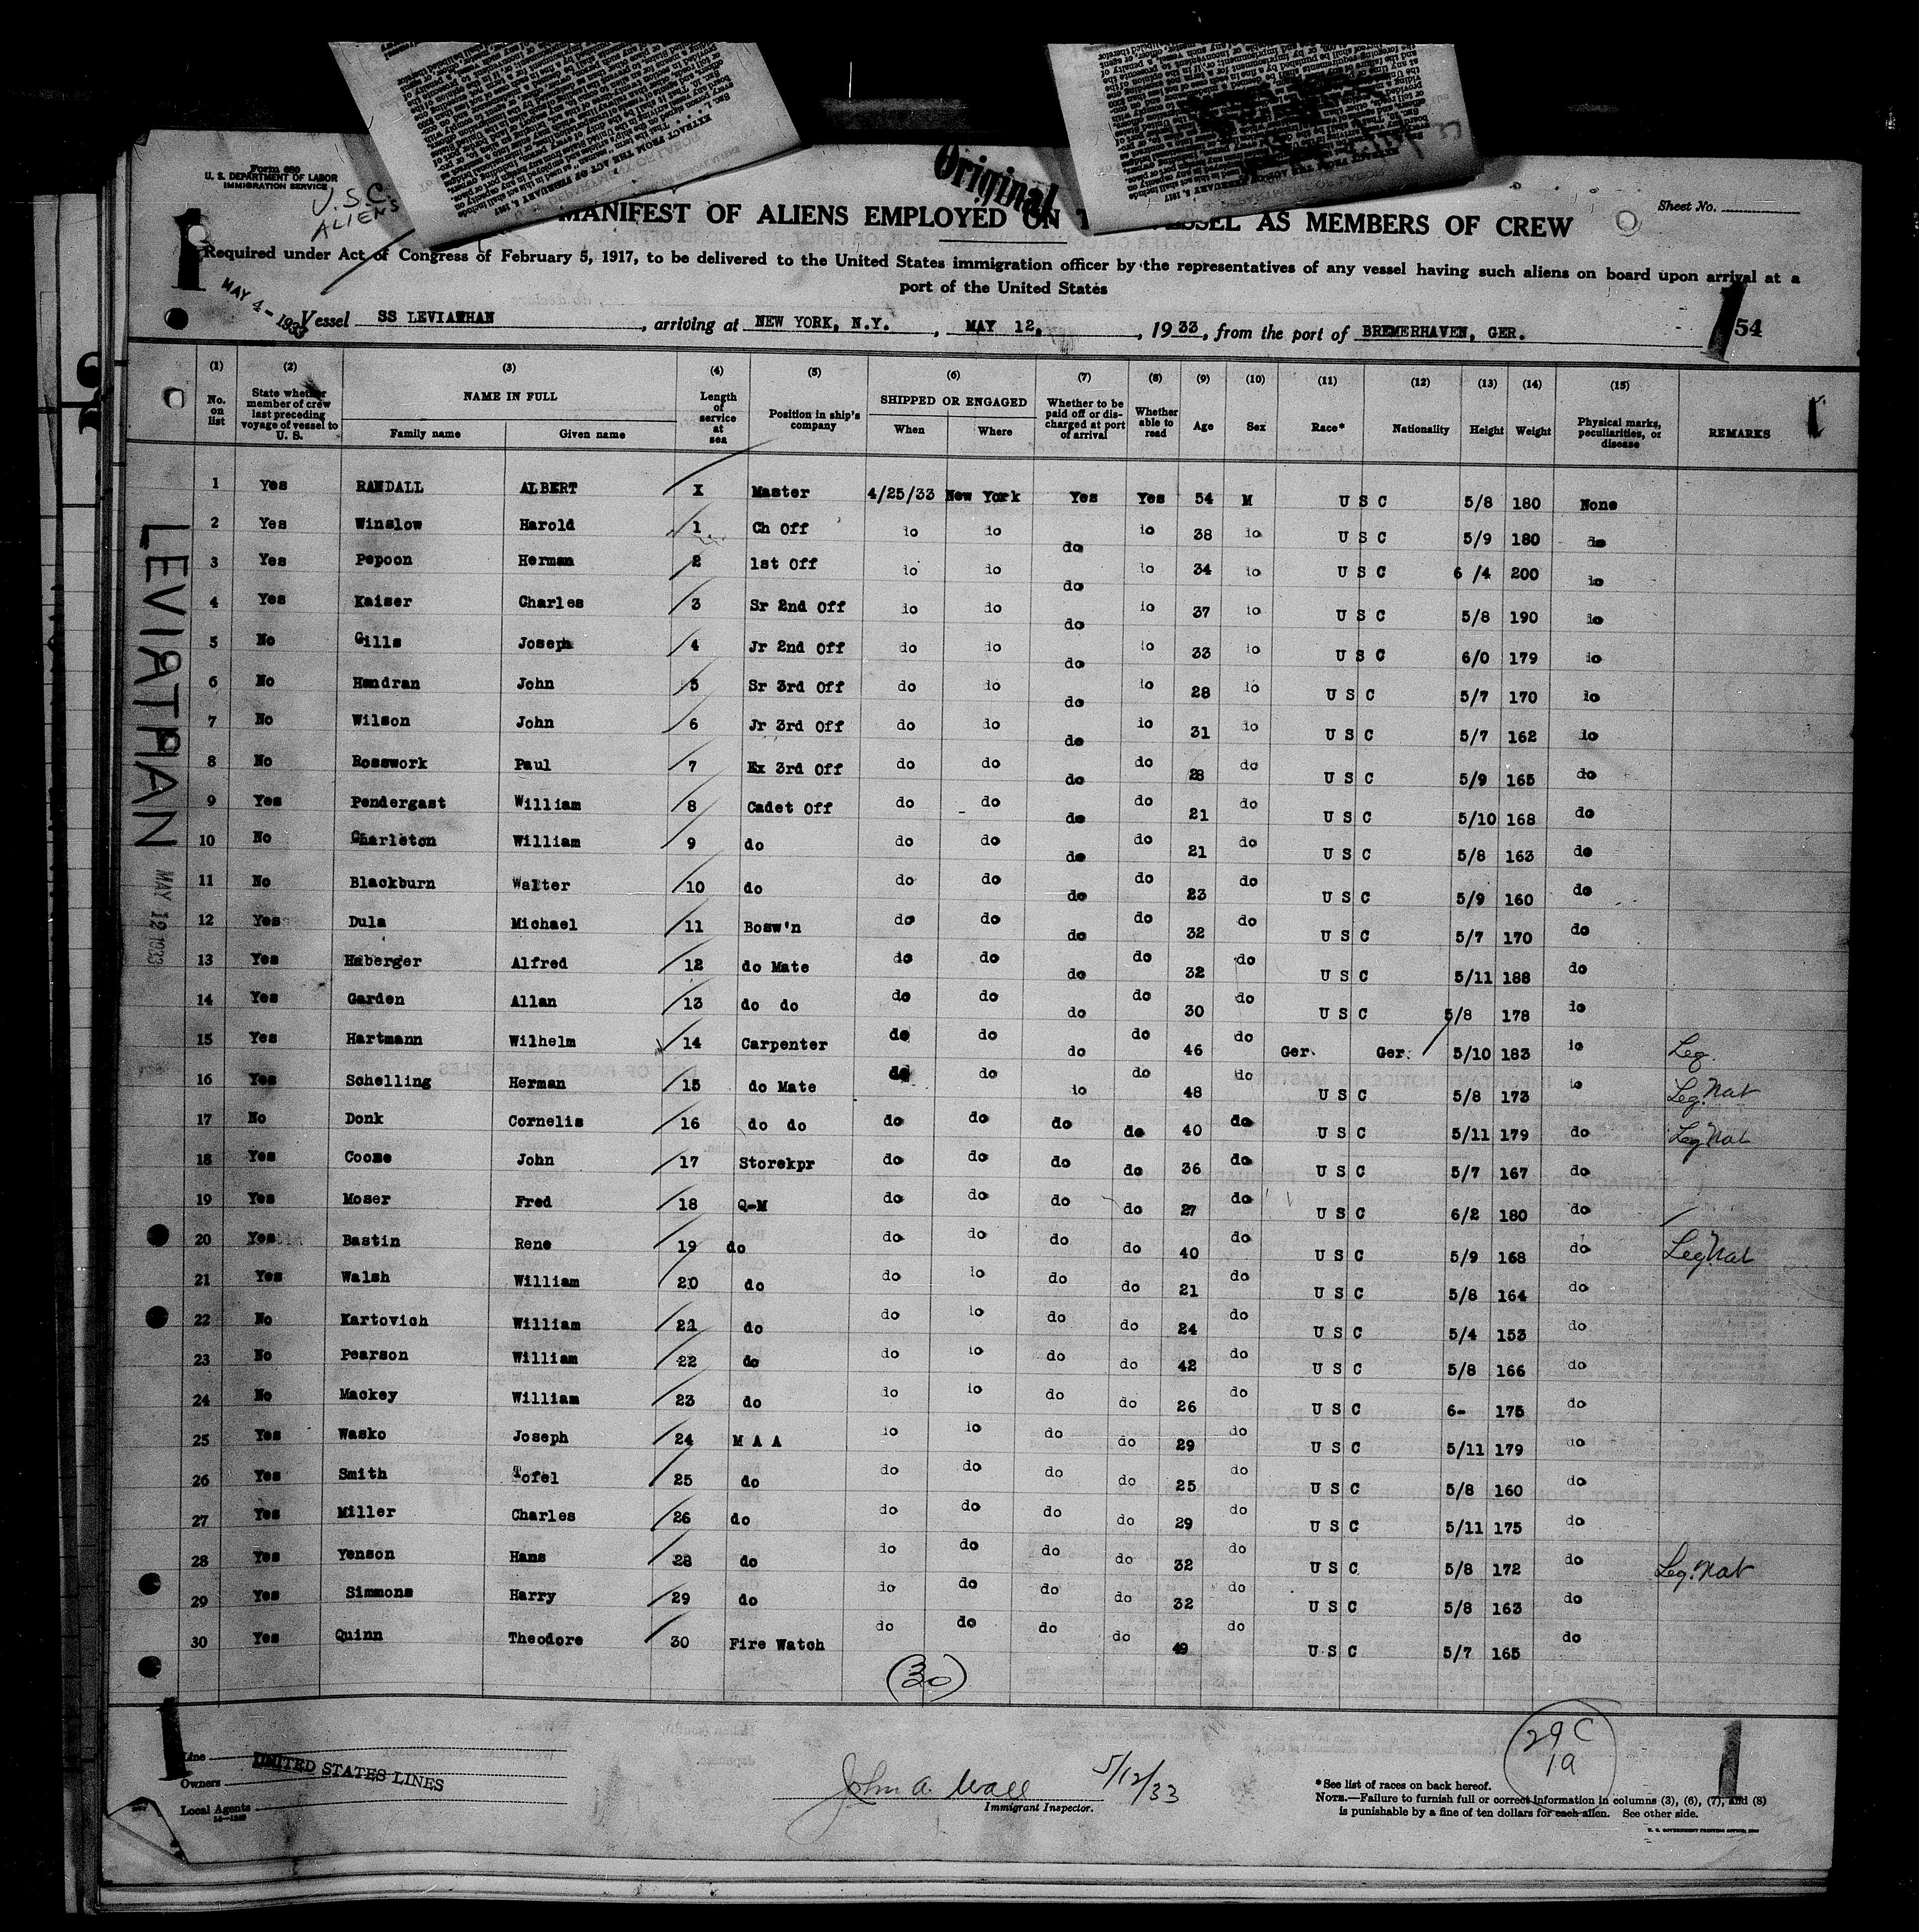 Original
Form 680
U. S. DEPARTMENT OF LABOR
IMMIGRATION SERVICE
U.S.C.
ALIENS
Sheet No.
MANIFEST OF ALIENS EMPLOYED ON AS MEMBERS OF CREW
Required under Act of Congress of February 5, 1917, to be delivered to the United States immigration officer by the representatives of any vessel having such aliens on board upon arrival at a
port of the United States
MAY 4 - 1933
Vessel SS LEVIATHAN, arriving at NEW YORK, N.Y., MAY 12, 1933, from the port of BREMERHAVEN, GER.
54
(1) (2) (3) (4) (5) (6) (7) (8) (9) (10) (11) (12) (13) (14) (15)
No. on list | State whether member of crew last preceding voyage of vessel to U. S. | NAME IN FULL | Length of service at sea | Position in ship's company | SHIPPED OR ENGAGED | Whether to be paid off or discharged at port of arrival | Whether able to read | Age | Sex | Race* | Nationality | Height | Weight | Physical marks, peculiarities, or disease | REMARKS
Family name | Given name | When | Where
1 Yes RANDALL ALBERT X Master 4/25/33 New York Yes Yes 54 M U S C 5/8 180 None
2 Yes Winslow Harold 1 Ch Off do do do do 38 do U S C 5/9 180 do
3 Yes Pepoon Herman 2 1st Off do do do do 34 do U S C 6/4 200 do
4 Yes Kaiser Charles 3 Sr 2nd Off do do do do 37 do U S C 5/8 190 do
5 No Gills Joseph 4 Jr 2nd Off do do do do 33 do U S C 6/0 179 do
6 No Hendran John 5 Sr 3rd Off do do do do 28 do U S C 5/7 170 do
7 No Wilson John 6 Jr 3rd Off do do do do 31 do U S C 5/7 162 do
8 No Rosswork Paul 7 Ex 3rd Off do do do do 28 do U S C 5/9 165 do
9 Yes Pendergast William 8 Cadet Off do do do do 21 do U S C 5/10 168 do
10 No Charleton William 9 do do do do do 21 do U S C 5/8 163 do
11 No Blackburn Walter 10 do do do do do 23 do U S C 5/9 160 do
12 Yes Dula Michael 11 Bosw'n do do do do 32 do U S C 5/7 170 do
13 Yes Haberger Alfred 12 do Mate do do do do 32 do U S C 5/11 188 do
14 Yes Garden Allan 13 do do do do do do 30 do U S C 5/8 178 do
15 Yes Hartmann Wilhelm 14 Carpenter do do do do 46 do Ger. Ger. 5/10 183 do Leg.
16 Yes Schelling Herman 15 do Mate do do do do 48 do U S C 5/8 173 do Leg. Nat
17 No Donk Cornelis 16 do do do do do do 40 do U S C 5/11 179 do Leg Nat
18 Yes Coome John 17 Storekpr do do do do 36 do U S C 5/7 167 do
19 Yes Moser Fred 18 Q-M do do do do 27 do U S C 6/2 180 do
20 Yes Bastin Rene 19 do do do do do 40 do U S C 5/9 168 do Leg Nat
21 Yes Walsh William 20 do do do do do 21 do U S C 5/8 164 do
22 No Kartovich William 21 do do do do do 24 do U S C 5/4 153 do
23 No Pearson William 22 do do do do do 42 do U S C 5/8 166 do
24 No Mackey William 23 do do do do do 26 do U S C 6- 175 do
25 Yes Wasko Joseph 24 M A A do do do do 29 do U S C 5/11 179 do
26 Yes Smith Tofel 25 do do do do do 25 do U S C 5/8 160 do
27 Yes Miller Charles 26 do do do do do 29 do U S C 5/11 175 do
28 Yes Yenson Hans 28 do do do do do 32 do U S C 5/8 172 do Leg. Nat
29 Yes Simmons Harry 29 do do do do do 32 do U S C 5/8 163 do
30 Yes Quinn Theodore 30 Fire Watch do do do do 49 do U S C 5/7 165 do
(30)
LEVIATHAN
MAY 12 1933
29 C
1a
Line
Owners UNITED STATES LINES
Local Agents
John A. Wall 5/12/33
Immigrant Inspector.
*See list of races on back hereof.
NOTE.—Failure to furnish full or correct information in columns (3), (6), (7), and (8)
is punishable by a fine of ten dollars for each alien. See other side.